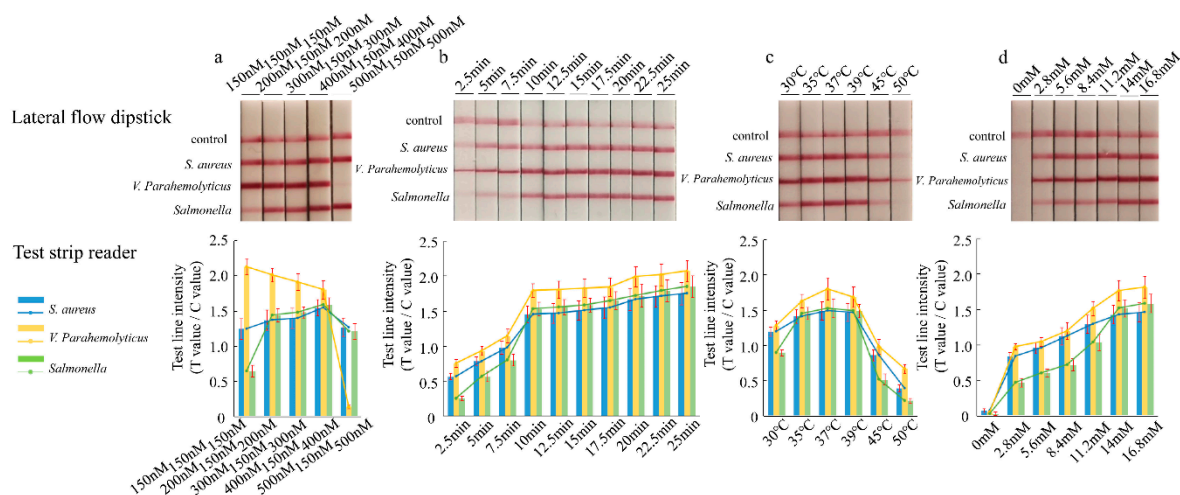 a
150nM 150nM 150nM
200nM 150nM 200nM
300nM 150nM 300nM
400nM 150nM 400nM
500nM 150nM 500nM
b
2.5min
5min
7.5min
10min
12.5min
15min
17.5min
20min
22.5min
25min
c
30°C
35°C
37°C
39°C
45°C
50°C
d
0mM
2.8mM
5.6mM
8.4mM
11.2mM
14mM
16.8mM
Lateral flow dipstick
control
S. aureus
V. Parahemolyticus
Salmonella
control
S. aureus
V. Parahemolyticus
Salmonella
control
S. aureus
V. Parahemolyticus
Salmonella
control
S. aureus
V. Parahemolyticus
Salmonella
Test strip reader
S. aureus
V. Parahemolyticus
Salmonella
Test line intensity
(T value / C value)
2.5
2.0
1.5
1.0
0.5
0
150nM 150nM 150nM
200nM 150nM 200nM
300nM 150nM 300nM
400nM 150nM 400nM
500nM 150nM 500nM
Test line intensity
(T value / C value)
2.5
2.0
1.5
1.0
0.5
0
2.5min
5min
7.5min
10min
12.5min
15min
17.5min
20min
22.5min
25min
Test line intensity
(T value / C value)
2.5
2.0
1.5
1.0
0.5
0
30°C
35°C
37°C
39°C
45°C
50°C
Test line intensity
(T value / C value)
2.5
2.0
1.5
1.0
0.5
0
0mM
2.8mM
5.6mM
8.4mM
11.2mM
14mM
16.8mM